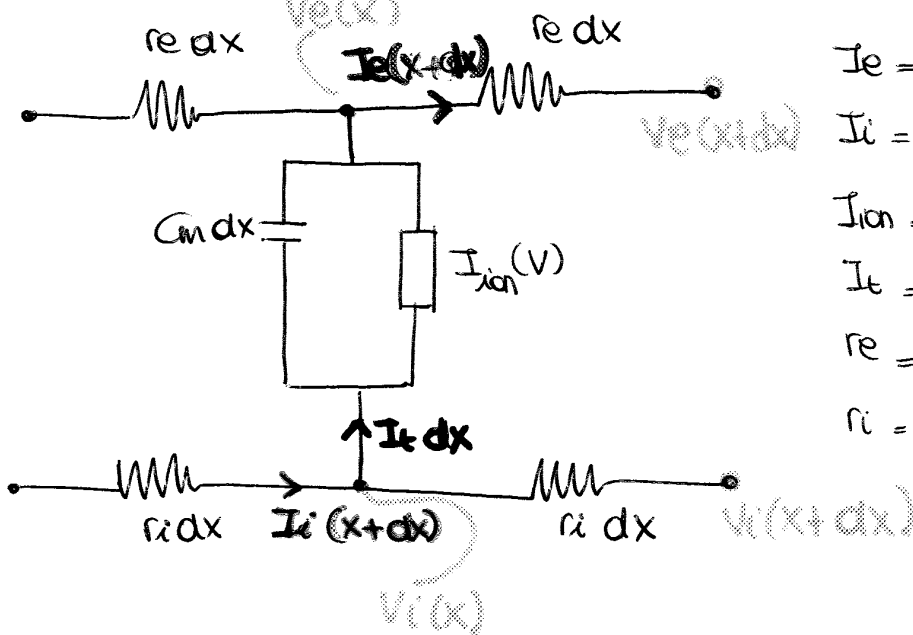 Ve(x)
re dx
Ie(x+dx)
re dx
Ve(x+dx)
Cm dx
Iion(V)
It dx
ri dx
Ii(x+dx)
ri dx
Vi(x+dx)
Vi(x)
Ie =
Ii =
Iion =
It =
re =
ri =